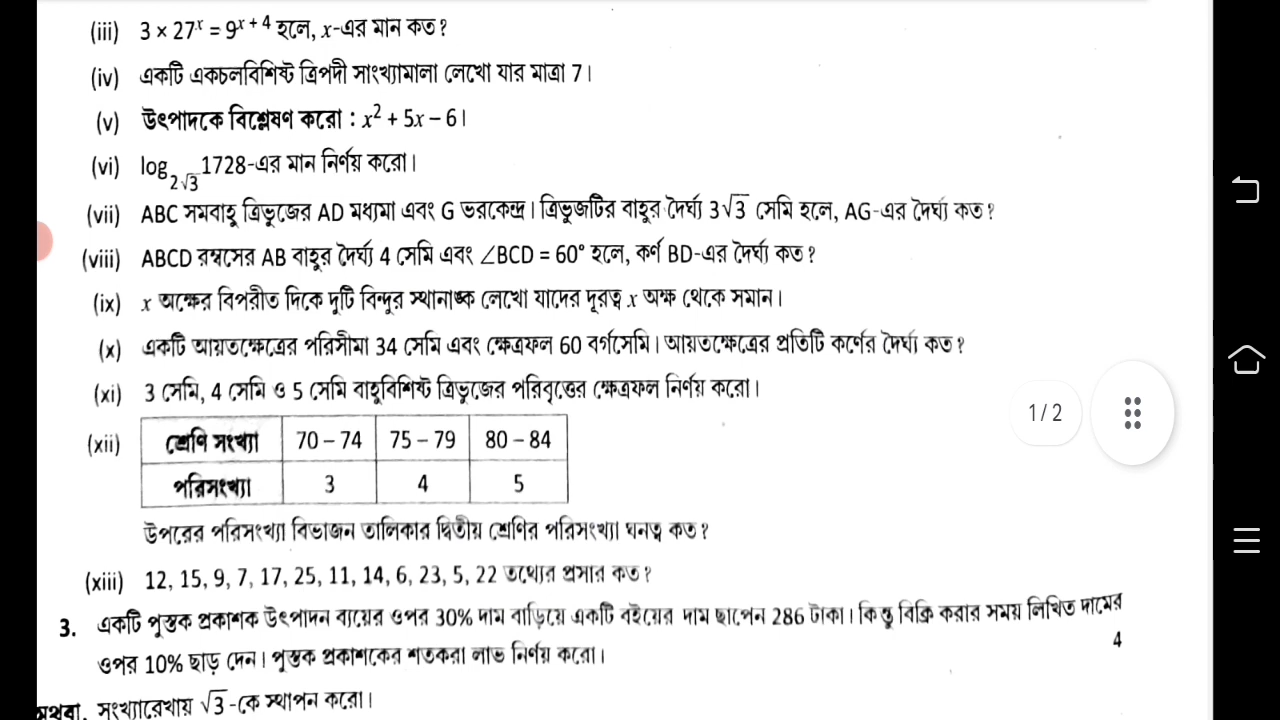 (iii) 3 × 27ˣ = 9ˣ⁺⁴ হলে, x-এর মান কত?
(iv) একটি একচলবিশিষ্ট ত্রিপদী সাংখ্যমালা লেখো যার মাত্রা 7।
(v) উৎপাদকে বিশ্লেষণ করো : x² + 5x – 6।
(vi) log₂√₃ 1728-এর মান নির্ণয় করো।
(vii) ABC সমবাহু ত্রিভুজের AD মধ্যমা এবং G ভরকেন্দ্র। ত্রিভুজটির বাহুর দৈর্ঘ্য 3√3 সেমি হলে, AG-এর দৈর্ঘ্য কত?
(viii) ABCD রম্বসের AB বাহুর দৈর্ঘ্য 4 সেমি এবং ∠BCD = 60° হলে, কর্ণ BD-এর দৈর্ঘ্য কত?
(ix) x অক্ষের বিপরীত দিকে দুটি বিন্দুর স্থানাঙ্ক লেখো যাদের দূরত্ব x অক্ষ থেকে সমান।
(x) একটি আয়তক্ষেত্রের পরিসীমা 34 সেমি এবং ক্ষেত্রফল 60 বর্গসেমি। আয়তক্ষেত্রের প্রতিটি কর্ণের দৈর্ঘ্য কত?
(xi) 3 সেমি, 4 সেমি ও 5 সেমি বাহুবিশিষ্ট ত্রিভুজের পরিবৃত্তের ক্ষেত্রফল নির্ণয় করো।
(xii) শ্রেণি সংখ্যা 70 – 74 75 – 79 80 – 84
পরিসংখ্যা 3 4 5
উপরের পরিসংখ্যা বিভাজন তালিকার দ্বিতীয় শ্রেণির পরিসংখ্যা ঘনত্ব কত?
(xiii) 12, 15, 9, 7, 17, 25, 11, 14, 6, 23, 5, 22 তথ্যের প্রসার কত?
3. একটি পুস্তক প্রকাশক উৎপাদন ব্যয়ের ওপর 30% দাম বাড়িয়ে একটি বইয়ের দাম ছাপেন 286 টাকা। কিন্তু বিক্রি করার সময় লিখিত দামের
ওপর 10% ছাড় দেন। পুস্তক প্রকাশকের শতকরা লাভ নির্ণয় করো। 4
অথবা, সংখ্যারেখায় √3-কে স্থাপন করো।
1/2